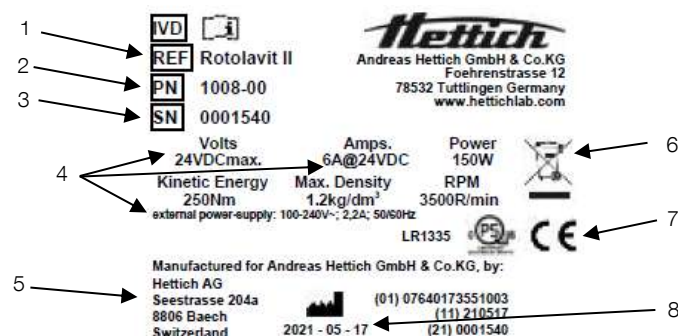 1
IVD i
REF Rotolavit II
Hettich
Andreas Hettich GmbH & Co.KG
Foehrenstrasse 12
78532 Tuttlingen Germany
www.hettichlab.com
2
PN 1008-00
3
SN 0001540
4
Volts Amps. Power
24VDCmax. 6A@24VDC 150W
6
Kinetic Energy Max. Density RPM
250Nm 1.2kg/dm³ 3500R/min
external power-supply: 100-240V~; 2,2A; 50/60Hz
LR1335 PS CE
7
Manufactured for Andreas Hettich GmbH & Co.KG, by:
5
Hettich AG
Seestrasse 204a
8806 Baech
Switzerland
2021 - 05 - 17
(01) 07640173551003
(11) 210517
(21) 0001540
8